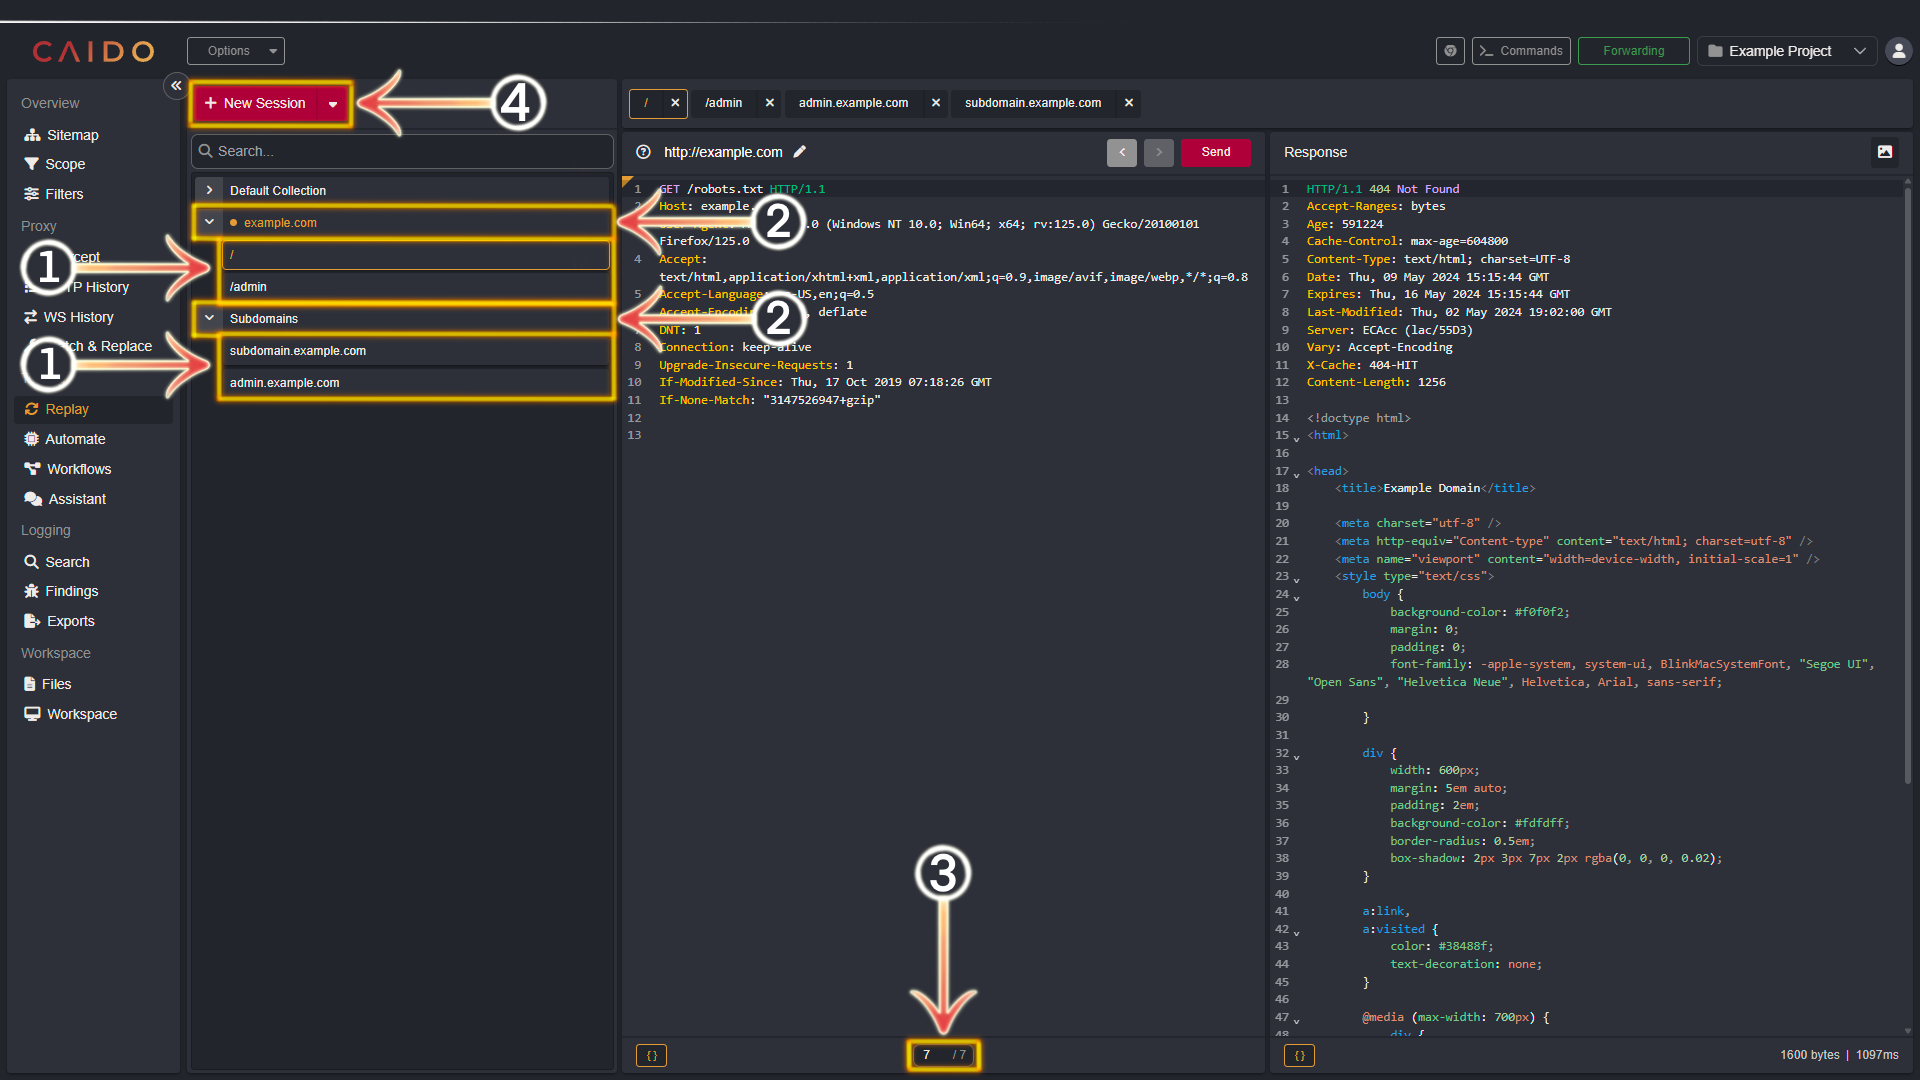 CAIDO
Options
Commands
Forwarding
Example Project
Overview
Sitemap
Scope
Filters
Proxy
cept
P History
WS History
ch & Replace
Replay
Automate
Workflows
Assistant
Logging
Search
Findings
Exports
Workspace
Files
Workspace
1
1
+ New Session
4
Search...
Default Collection
example.com
/
/admin
Subdomains
subdomain.example.com
admin.example.com
2
2
/
/admin
admin.example.com
subdomain.example.com
http://example.com
<
>
Send
1 GET /robots.txt HTTP/1.1
2 Host: example.
.0 (Windows NT 10.0; Win64; x64; rv:125.0) Gecko/20100101
Firefox/125.0
4 Accept:
text/html,application/xhtml+xml,application/xml;q=0.9,image/avif,image/webp,*/*;q=0.8
5 Accept-Language: -US,en;q=0.5
Accept-Encodi , deflate
DNT: 1
8 Connection: keep-alive
9 Upgrade-Insecure-Requests: 1
10 If-Modified-Since: Thu, 17 Oct 2019 07:18:26 GMT
11 If-None-Match: "3147526947+gzip"
12
13
3
{}
7 / 7
Response
1 HTTP/1.1 404 Not Found
2 Accept-Ranges: bytes
3 Age: 591224
4 Cache-Control: max-age=604800
5 Content-Type: text/html; charset=UTF-8
6 Date: Thu, 09 May 2024 15:15:44 GMT
7 Expires: Thu, 16 May 2024 15:15:44 GMT
8 Last-Modified: Thu, 02 May 2024 19:02:00 GMT
9 Server: ECAcc (lac/55D3)
10 Vary: Accept-Encoding
11 X-Cache: 404-HIT
12 Content-Length: 1256
13
14 <!doctype html>
15 <html>
16
17 <head>
18 <title>Example Domain</title>
19
20 <meta charset="utf-8" />
21 <meta http-equiv="Content-type" content="text/html; charset=utf-8" />
22 <meta name="viewport" content="width=device-width, initial-scale=1" />
23 <style type="text/css">
24 body {
25 background-color: #f0f0f2;
26 margin: 0;
27 padding: 0;
28 font-family: -apple-system, system-ui, BlinkMacSystemFont, "Segoe UI",
"Open Sans", "Helvetica Neue", Helvetica, Arial, sans-serif;
29
30 }
31
32 div {
33 width: 600px;
34 margin: 5em auto;
35 padding: 2em;
36 background-color: #fdfdff;
37 border-radius: 0.5em;
38 box-shadow: 2px 3px 7px 2px rgba(0, 0, 0, 0.02);
39 }
40
41 a:link,
42 a:visited {
43 color: #38488f;
44 text-decoration: none;
45 }
46
47 @media (max-width: 700px) {
48 div {
{}
1600 bytes | 1097ms